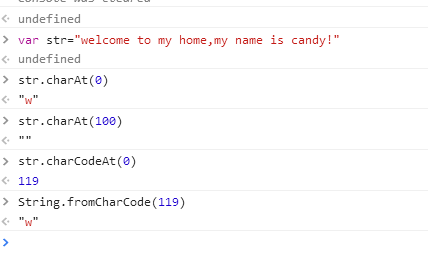 console was cleared
undefined
var str="welcome to my home,my name is candy!"
undefined
str.charAt(0)
"w"
str.charAt(100)
""
str.charCodeAt(0)
119
String.fromCharCode(119)
"w"